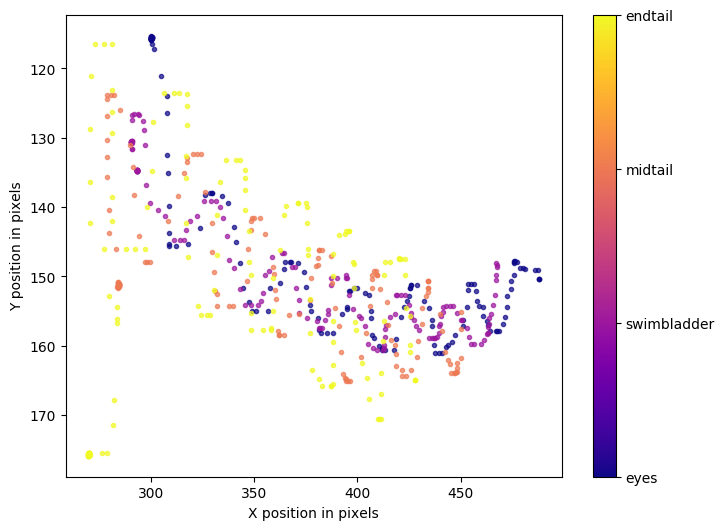 endtail
120
130
midtail
140
Y position in pixels
150
swimbladder
160
170
eyes
300 350 400 450
X position in pixels